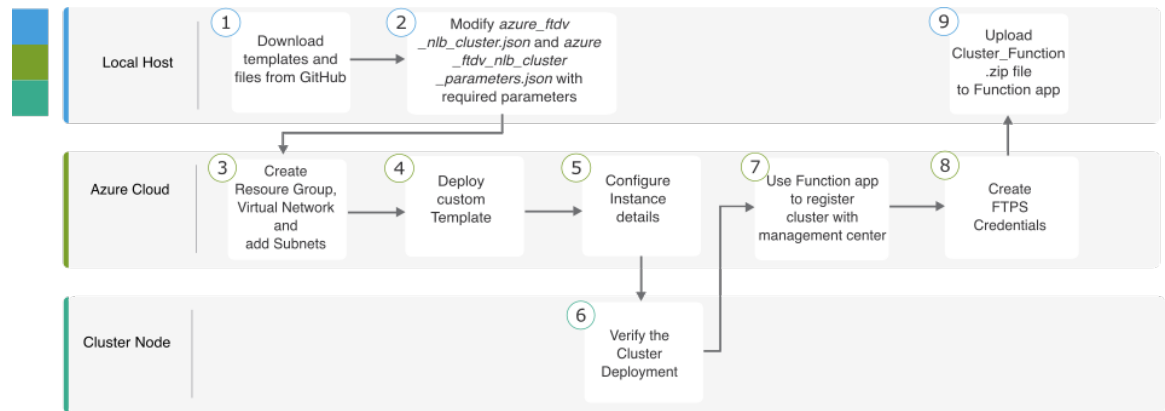 Local Host
1
Download
templates and
files from GitHub
2
Modify azure_ftdv
_nlb_cluster.json and azure
_ftdv_nlb_cluster
_parameters.json with
required parameters
9
Upload
Cluster_Function
.zip file
to Function app
Azure Cloud
3
Create
Resoure Group,
Virtual Network
and
add Subnets
4
Deploy
custom
Template
5
Configure
Instance
details
7
Use Function app
to register
cluster with
management center
8
Create
FTPS
Credentials
Cluster Node
6
Verify the
Cluster
Deployment